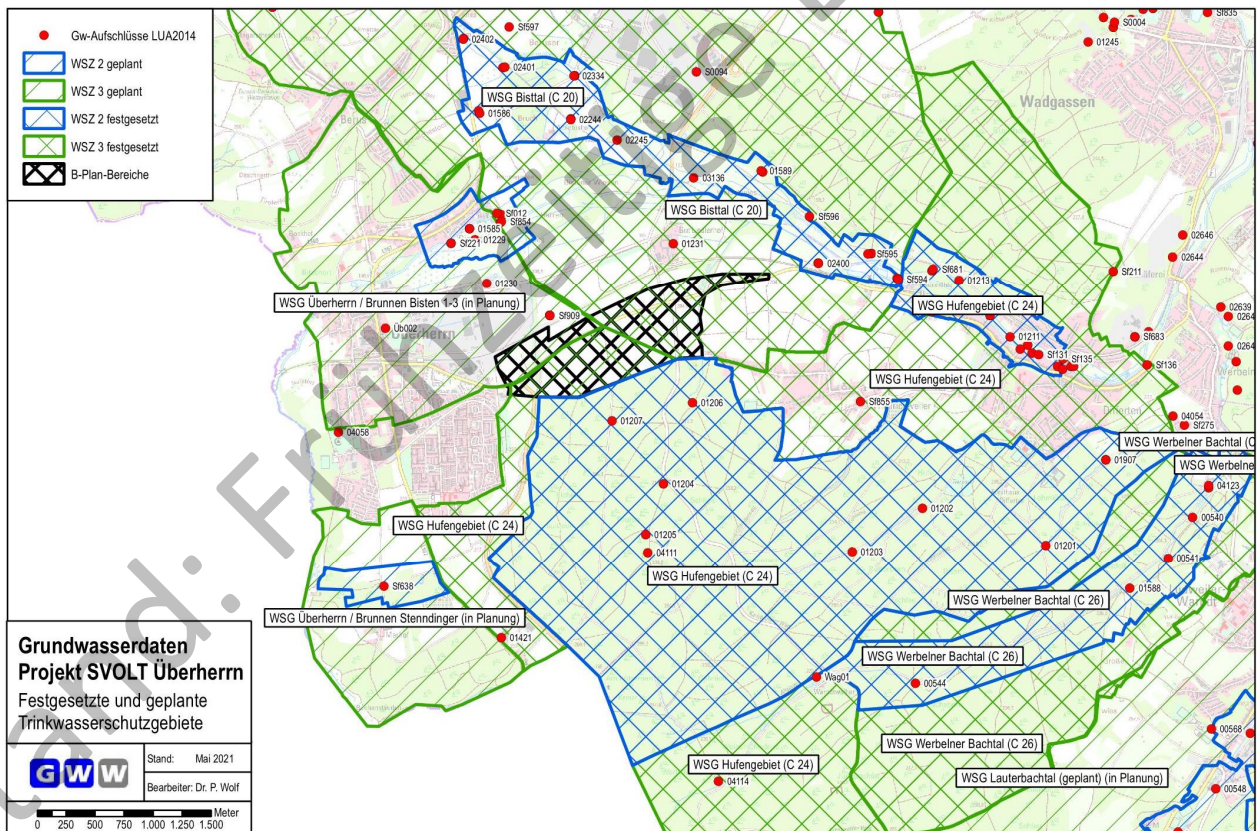 Gw-Aufschlüsse LUA2014
WSZ 2 geplant
WSZ 3 geplant
WSZ 2 festgesetzt
WSZ 3 festgesetzt
B-Plan-Bereiche
Sf597
02402
02401
02334
S0094
WSG Bisttal (C 20)
01586
02244
02245
03136
01589
WSG Bisttal (C 20)
Sf596
Sf595
02400
Sf594
Sf681
01213
Sf835
S0004
01245
Wadgassen
Berus
02646
02644
Sf211
02639
Sf683
Sf136
Sf012
Sf854
01585
01229
Sf221
01231
01230
WSG Überherrn / Brunnen Bisten 1-3 (in Planung)
Üb002
Überherrn
Sf909
WSG Hufengebiet (C 24)
01211
Sf131
Sf135
WSG Hufengebiet (C 24)
Sf855
04054
Sf275
WSG Werbelner Bachtal (C
WSG Werbelne
01907
04123
00540
00541
01588
01206
01207
04058
01204
01205
04111
WSG Hufengebiet (C 24)
01202
01203
01201
WSG Hufengebiet (C 24)
Sf638
WSG Überherrn / Brunnen Stenndinger (in Planung)
01421
WSG Werbelner Bachtal (C 26)
WSG Werbelner Bachtal (C 26)
Wag01
00544
WSG Werbelner Bachtal (C 26)
WSG Hufengebiet (C 24)
04114
WSG Lauterbachtal (geplant) (in Planung)
00568
00548
Grundwasserdaten
Projekt SVOLT Überherrn
Festgesetzte und geplante
Trinkwasserschutzgebiete
GWW
Stand: Mai 2021
Bearbeiter: Dr. P. Wolf
Meter
0 250 500 750 1.000 1.250 1.500
tand: Frühzeitige